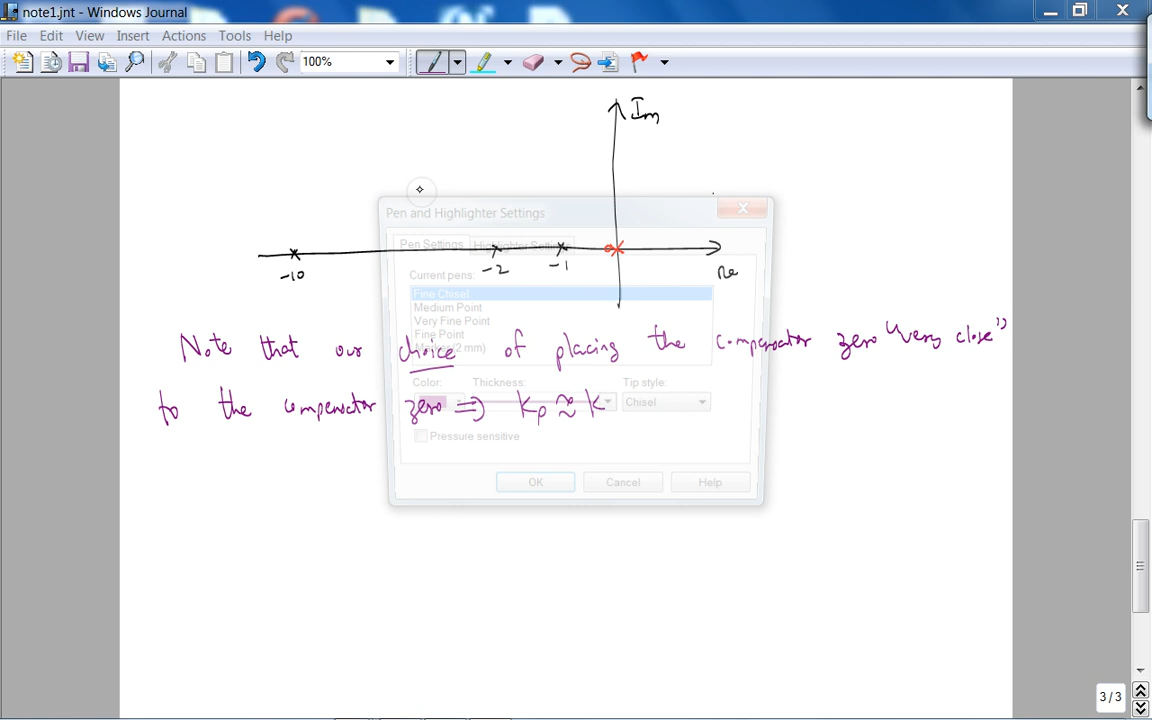 note1.jnt - Windows Journal
File Edit View Insert Actions Tools Help
100%
Im
Pen and Highlighter Settings
Pen Settings Highlighter Settings
-10
-2
-1
Re
Current pens:
Fine Chisel
Medium Point
Very Fine Point
Fine Point
(2 mm)
Note that our choice of placing the compensator zero "very close"
Color: Thickness: Tip style:
Chisel
to the compensator zero ⇒ Kp ≈ K
Pressure sensitive
OK Cancel Help
3 / 3